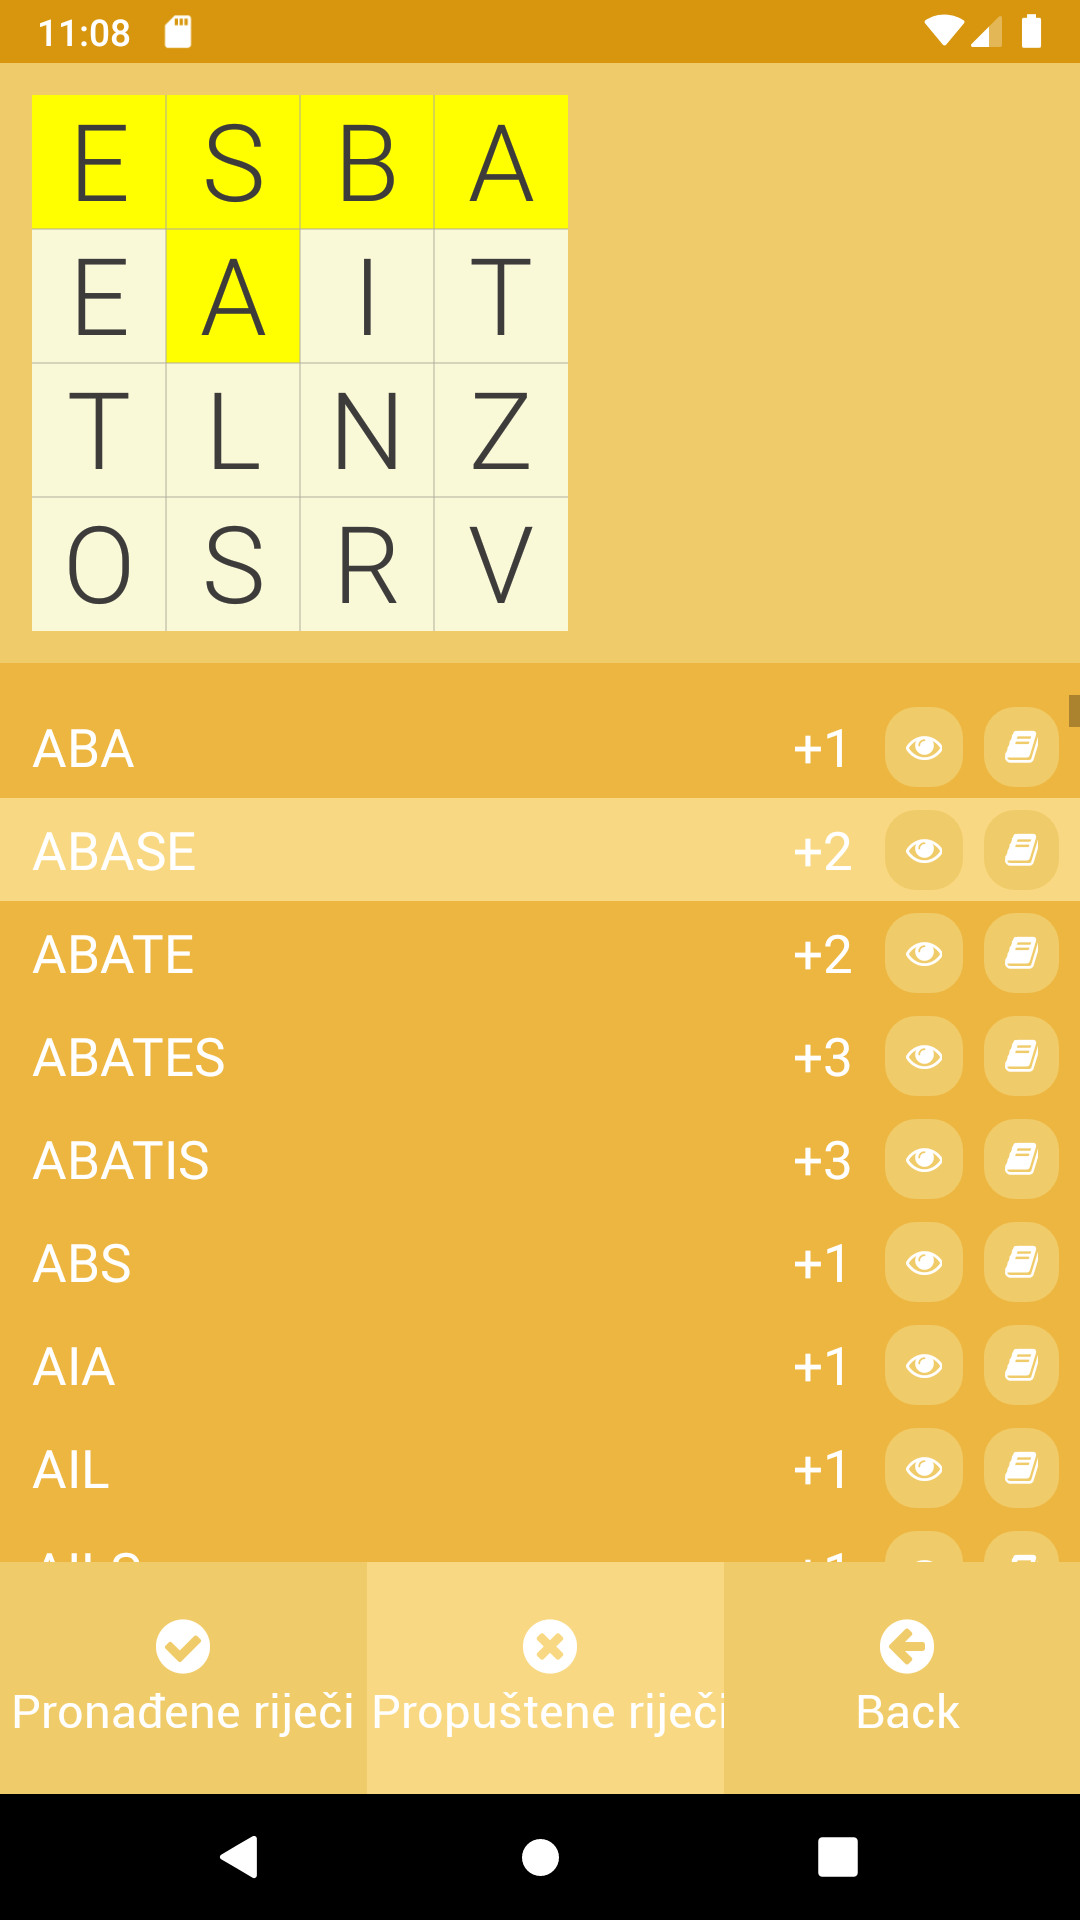 11:08
E S B A
E A I T
T L N Z
O S R V
ABA +1
ABASE +2
ABATE +2
ABATES +3
ABATIS +3
ABS +1
AIA +1
AIL +1
Pronađene riječi Propuštene riječi Back